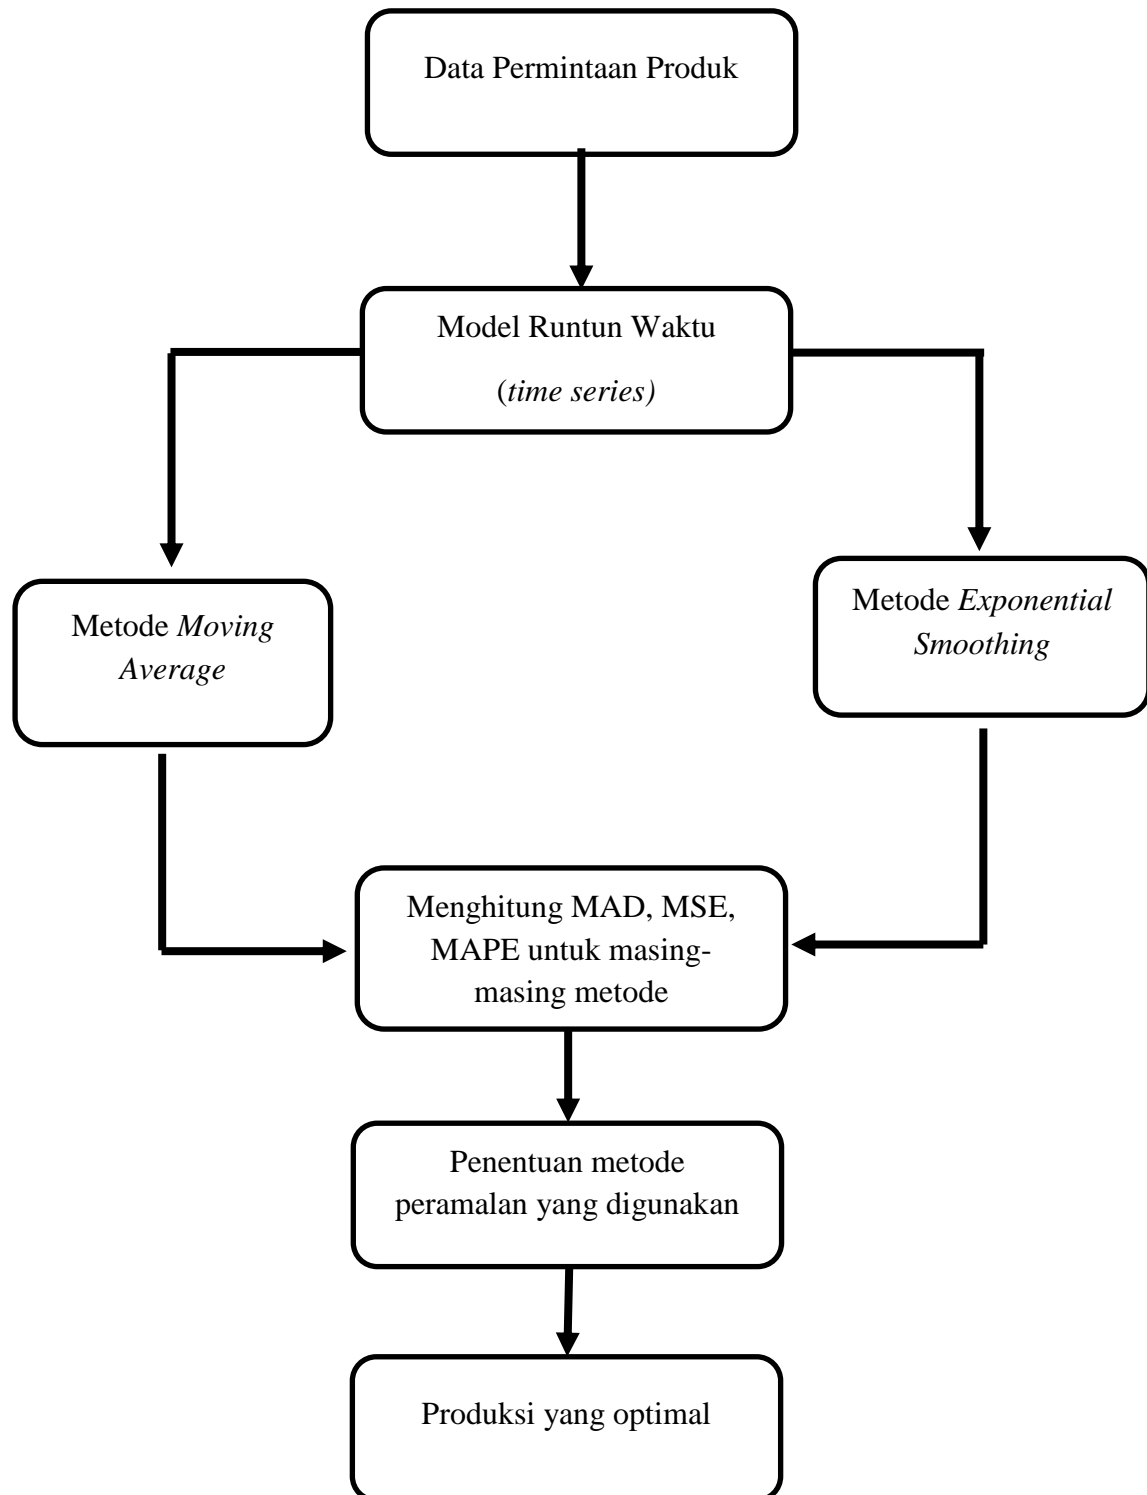 Data Permintaan Produk
Model Runtun Waktu
(time series)
Metode Moving
Average
Metode Exponential
Smoothing
Menghitung MAD, MSE,
MAPE untuk masing-
masing metode
Penentuan metode
peramalan yang digunakan
Produksi yang optimal